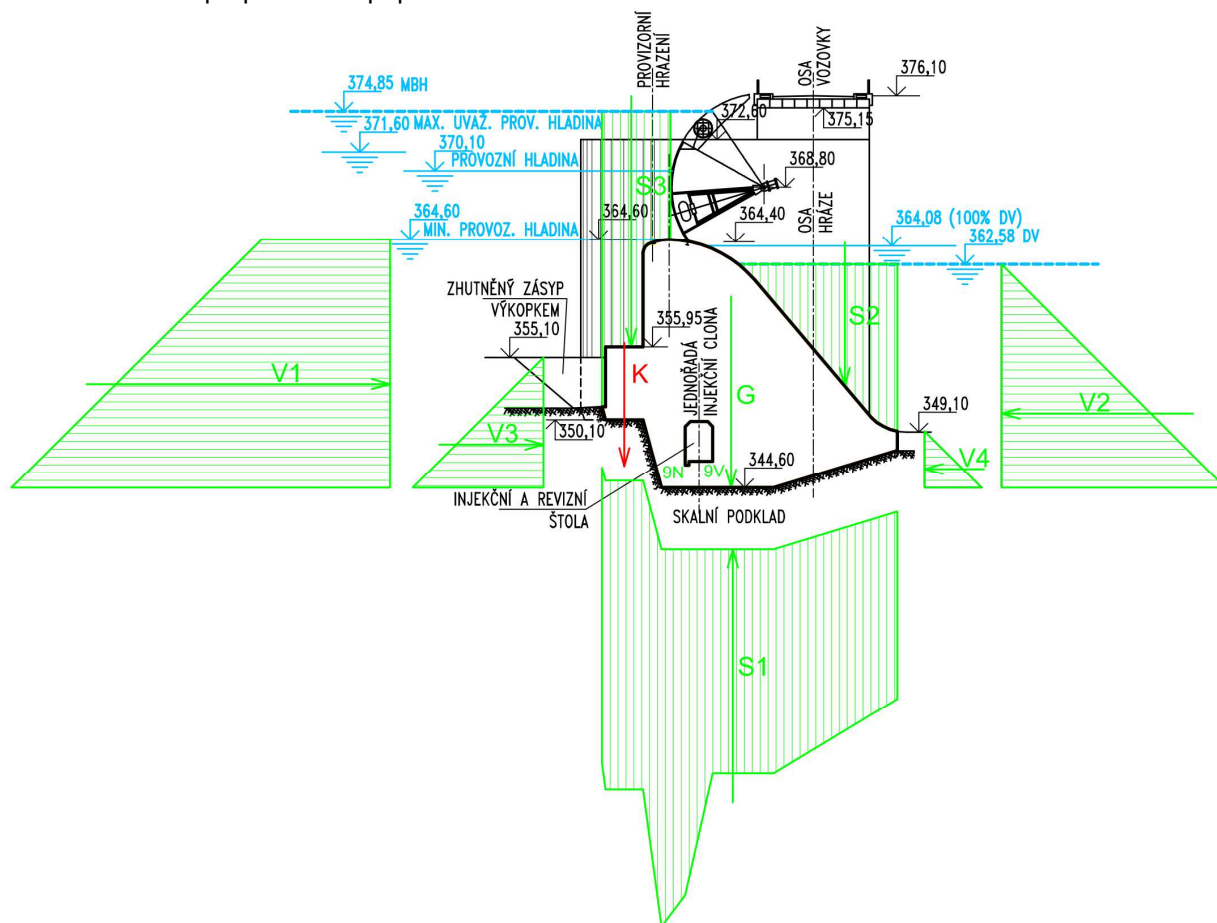 PROVIZORNÍ
HRAZENÍ
OSA
VOZOVKY
376,10
374,85 MBH
372,60
375,15
371,60 MAX. UVAŽ. PROV. HLADINA
370,10
PROVOZNÍ HLADINA
368,80
S3
364,60
MIN. PROVOZ. HLADINA
364,60
364,40
OSA
HRÁZE
364,08 (100% DV)
362,58 DV
ZHUTNĚNÝ ZÁSYP
VÝKOPKEM
355,10
355,95
S2
JEDNOŘADÁ
INJEKČNÍ CLONA
V1
K
G
V2
349,10
350,10
V3
V4
9N
9V
344,60
INJEKČNÍ A REVIZNÍ
ŠTOLA
SKALNÍ PODKLAD
S1